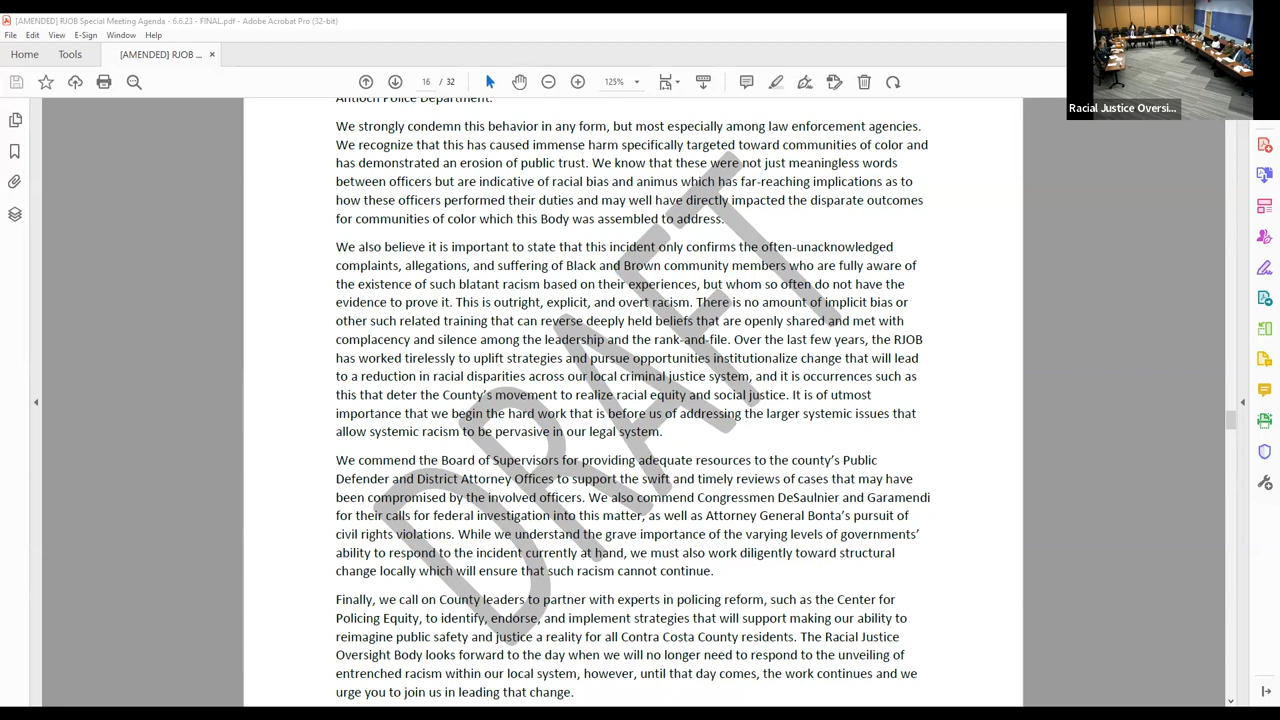 [AMENDED] RJOB Special Meeting Agenda - 6.6.23 - FINAL.pdf - Adobe Acrobat Pro (32-bit)
File Edit View E-Sign Window Help
Home Tools [AMENDED] RJOB ... ×
16 / 32 125%
Racial Justice Oversi...
Antioch Police Department.
We strongly condemn this behavior in any form, but most especially among law enforcement agencies.
We recognize that this has caused immense harm specifically targeted toward communities of color and
has demonstrated an erosion of public trust. We know that these were not just meaningless words
between officers but are indicative of racial bias and animus which has far-reaching implications as to
how these officers performed their duties and may well have directly impacted the disparate outcomes
for communities of color which this Body was assembled to address.
We also believe it is important to state that this incident only confirms the often-unacknowledged
complaints, allegations, and suffering of Black and Brown community members who are fully aware of
the existence of such blatant racism based on their experiences, but whom so often do not have the
evidence to prove it. This is outright, explicit, and overt racism. There is no amount of implicit bias or
other such related training that can reverse deeply held beliefs that are openly shared and met with
complacency and silence among the leadership and the rank-and-file. Over the last few years, the RJOB
has worked tirelessly to uplift strategies and pursue opportunities institutionalize change that will lead
to a reduction in racial disparities across our local criminal justice system, and it is occurrences such as
this that deter the County's movement to realize racial equity and social justice. It is of utmost
importance that we begin the hard work that is before us of addressing the larger systemic issues that
allow systemic racism to be pervasive in our legal system.
We commend the Board of Supervisors for providing adequate resources to the county's Public
Defender and District Attorney Offices to support the swift and timely reviews of cases that may have
been compromised by the involved officers. We also commend Congressmen DeSaulnier and Garamendi
for their calls for federal investigation into this matter, as well as Attorney General Bonta's pursuit of
civil rights violations. While we understand the grave importance of the varying levels of governments'
ability to respond to the incident currently at hand, we must also work diligently toward structural
change locally which will ensure that such racism cannot continue.
Finally, we call on County leaders to partner with experts in policing reform, such as the Center for
Policing Equity, to identify, endorse, and implement strategies that will support making our ability to
reimagine public safety and justice a reality for all Contra Costa County residents. The Racial Justice
Oversight Body looks forward to the day when we will no longer need to respond to the unveiling of
entrenched racism within our local system, however, until that day comes, the work continues and we
urge you to join us in leading that change.
DRAFT